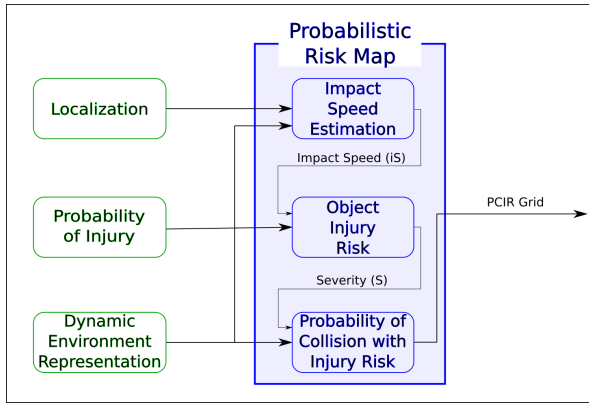 Probabilistic
Risk Map
Localization
Impact
Speed
Estimation
Impact Speed (iS)
Probability
of Injury
Object
Injury
Risk
PCIR Grid
Severity (S)
Dynamic
Environment
Representation
Probability of
Collision with
Injury Risk